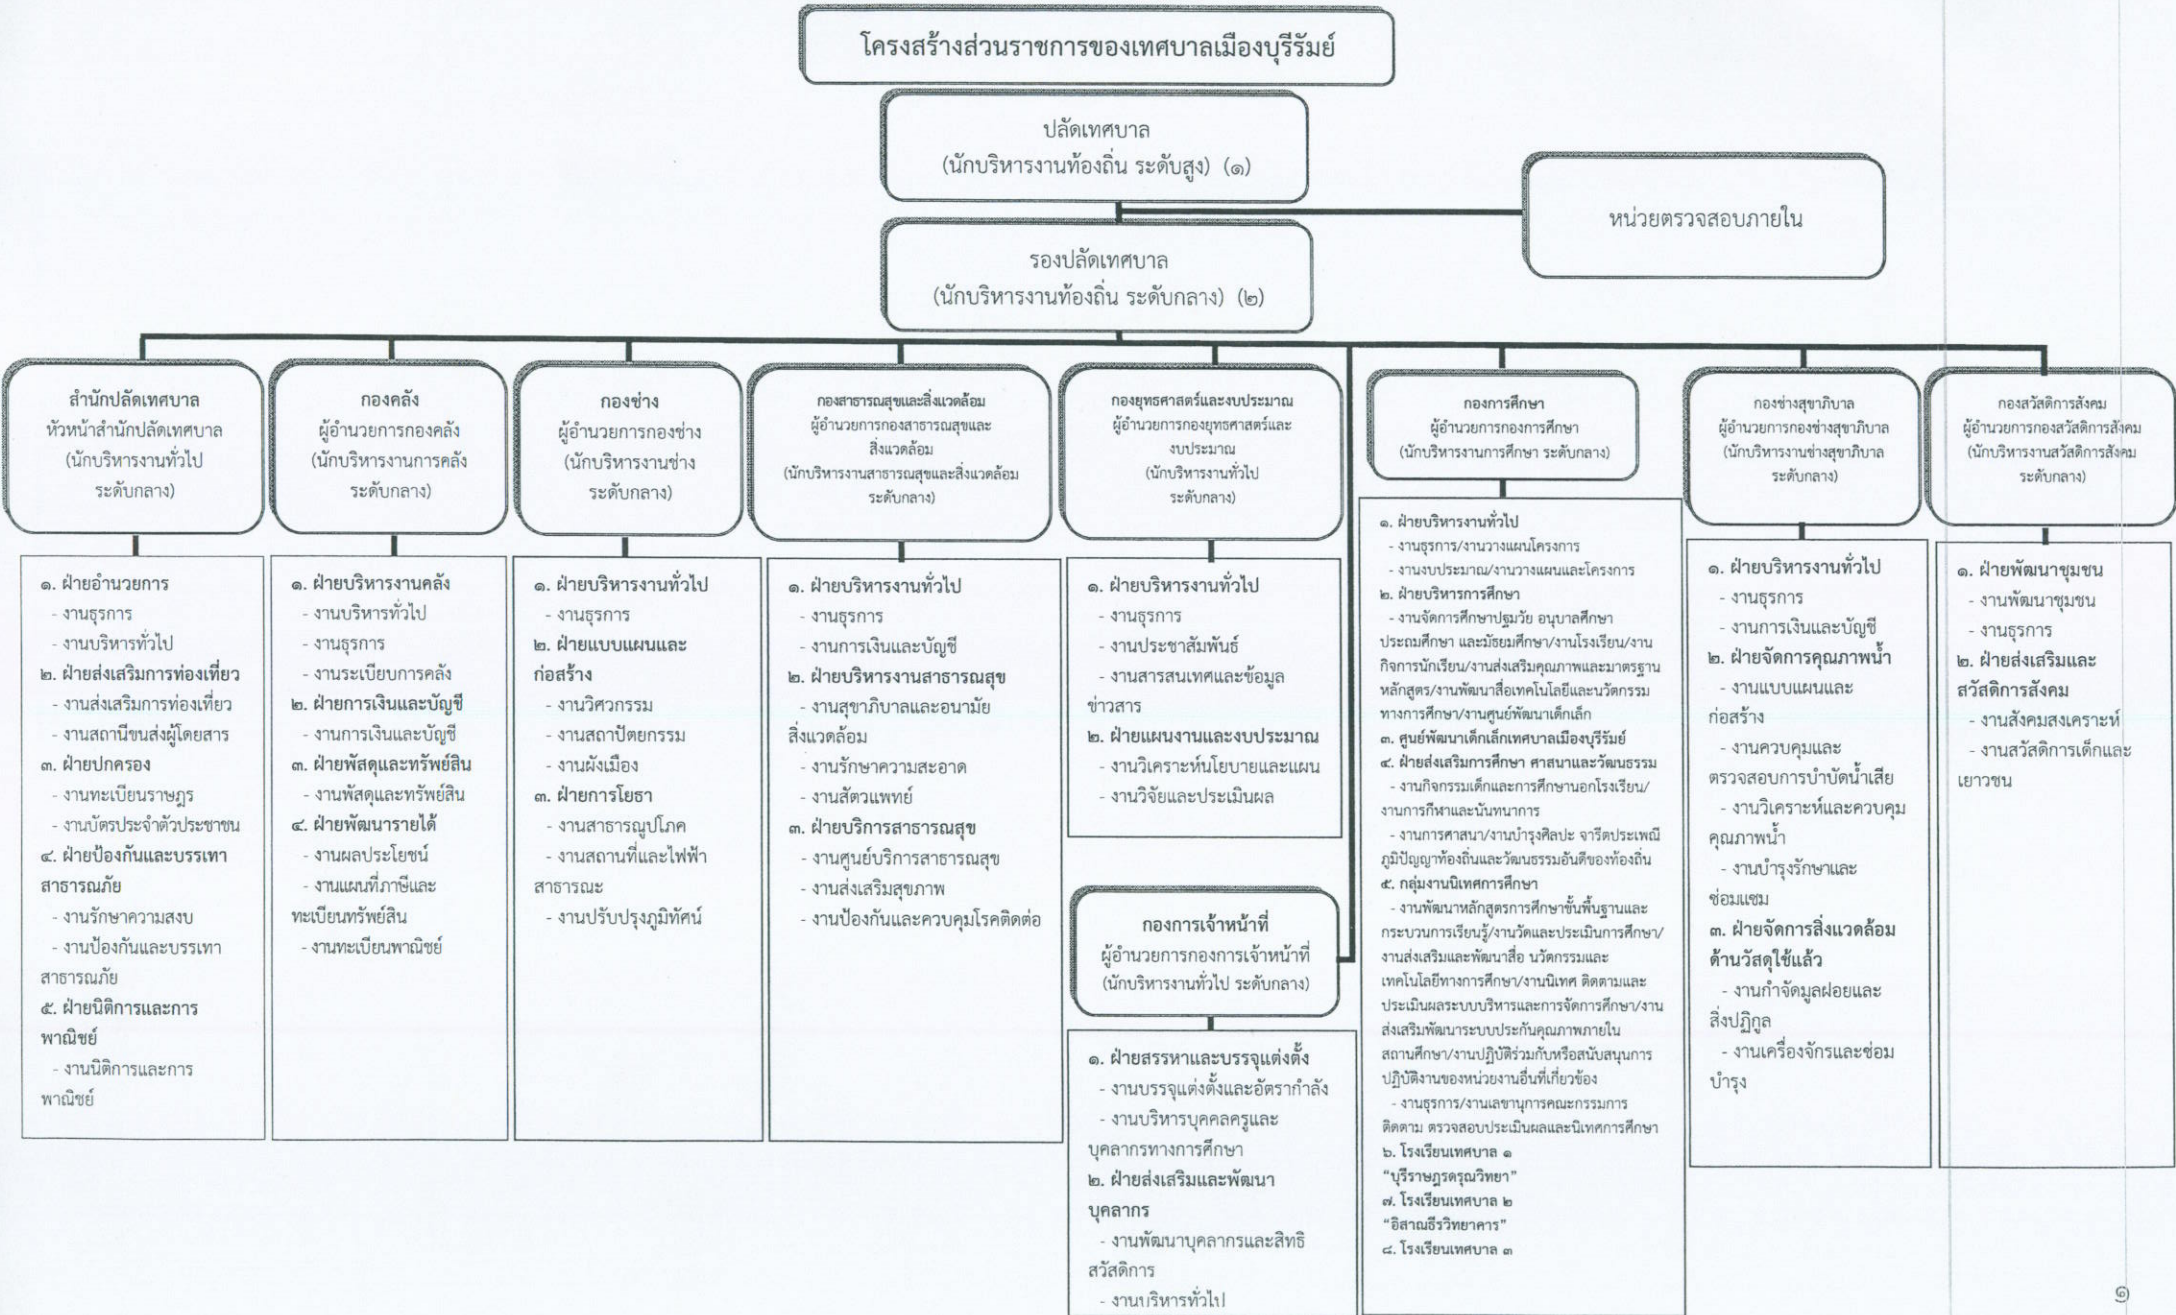 โครงสร้างส่วนราชการของเทศบาลเมืองบุรีรัมย์
ปลัดเทศบาล
(นักบริหารงานท้องถิ่น ระดับสูง) (๑)
หน่วยตรวจสอบภายใน
รองปลัดเทศบาล
(นักบริหารงานท้องถิ่น ระดับกลาง) (๒)
สำนักปลัดเทศบาล
หัวหน้าสำนักปลัดเทศบาล
(นักบริหารงานทั่วไป
ระดับกลาง)
๑. ฝ่ายอำนวยการ
- งานธุรการ
- งานบริหารทั่วไป
๒. ฝ่ายส่งเสริมการท่องเที่ยว
- งานส่งเสริมการท่องเที่ยว
- งานสถานีขนส่งผู้โดยสาร
๓. ฝ่ายปกครอง
- งานทะเบียนราษฎร
- งานบัตรประจำตัวประชาชน
๔. ฝ่ายป้องกันและบรรเทา
สาธารณภัย
- งานรักษาความสงบ
- งานป้องกันและบรรเทา
สาธารณภัย
๕. ฝ่ายนิติการและการ
พาณิชย์
- งานนิติการและการ
พาณิชย์
กองคลัง
ผู้อำนวยการกองคลัง
(นักบริหารงานการคลัง
ระดับกลาง)
๑. ฝ่ายบริหารงานคลัง
- งานบริหารทั่วไป
- งานธุรการ
- งานระเบียบการคลัง
๒. ฝ่ายการเงินและบัญชี
- งานการเงินและบัญชี
๓. ฝ่ายพัสดุและทรัพย์สิน
- งานพัสดุและทรัพย์สิน
๔. ฝ่ายพัฒนารายได้
- งานผลประโยชน์
- งานแผนที่ภาษีและ
ทะเบียนทรัพย์สิน
- งานทะเบียนพาณิชย์
กองช่าง
ผู้อำนวยการกองช่าง
(นักบริหารงานช่าง
ระดับกลาง)
๑. ฝ่ายบริหารงานทั่วไป
- งานธุรการ
๒. ฝ่ายแบบแผนและ
ก่อสร้าง
- งานวิศวกรรม
- งานสถาปัตยกรรม
- งานผังเมือง
๓. ฝ่ายการโยธา
- งานสาธารณูปโภค
- งานสถานที่และไฟฟ้า
สาธารณะ
- งานปรับปรุงภูมิทัศน์
กองสาธารณสุขและสิ่งแวดล้อม
ผู้อำนวยการกองสาธารณสุขและ
สิ่งแวดล้อม
(นักบริหารงานสาธารณสุขและสิ่งแวดล้อม
ระดับกลาง)
๑. ฝ่ายบริหารงานทั่วไป
- งานธุรการ
- งานการเงินและบัญชี
๒. ฝ่ายบริหารงานสาธารณสุข
- งานสุขาภิบาลและอนามัย
สิ่งแวดล้อม
- งานรักษาความสะอาด
- งานสัตวแพทย์
๓. ฝ่ายบริการสาธารณสุข
- งานศูนย์บริการสาธารณสุข
- งานส่งเสริมสุขภาพ
- งานป้องกันและควบคุมโรคติดต่อ
กองยุทธศาสตร์และงบประมาณ
ผู้อำนวยการกองยุทธศาสตร์และ
งบประมาณ
(นักบริหารงานทั่วไป
ระดับกลาง)
๑. ฝ่ายบริหารงานทั่วไป
- งานธุรการ
- งานประชาสัมพันธ์
- งานสารสนเทศและข้อมูล
ข่าวสาร
๒. ฝ่ายแผนงานและงบประมาณ
- งานวิเคราะห์นโยบายและแผน
- งานวิจัยและประเมินผล
กองการเจ้าหน้าที่
ผู้อำนวยการกองการเจ้าหน้าที่
(นักบริหารงานทั่วไป ระดับกลาง)
๑. ฝ่ายสรรหาและบรรจุแต่งตั้ง
- งานบรรจุแต่งตั้งและอัตรากำลัง
- งานบริหารบุคคลครูและ
บุคลากรทางการศึกษา
๒. ฝ่ายส่งเสริมและพัฒนา
บุคลากร
- งานพัฒนาบุคลากรและสิทธิ
สวัสดิการ
- งานบริหารทั่วไป
กองการศึกษา
ผู้อำนวยการกองการศึกษา
(นักบริหารงานการศึกษา ระดับกลาง)
๑. ฝ่ายบริหารงานทั่วไป
- งานธุรการ/งานวางแผนโครงการ
- งานงบประมาณ/งานวางแผนและโครงการ
๒. ฝ่ายบริหารการศึกษา
- งานจัดการศึกษาปฐมวัย อนุบาลศึกษา
ประถมศึกษา และมัธยมศึกษา/งานโรงเรียน/งาน
กิจการนักเรียน/งานส่งเสริมคุณภาพและมาตรฐาน
หลักสูตร/งานพัฒนาสื่อเทคโนโลยีและนวัตกรรม
ทางการศึกษา/งานศูนย์พัฒนาเด็กเล็ก
๓. ศูนย์พัฒนาเด็กเล็กเทศบาลเมืองบุรีรัมย์
๔. ฝ่ายส่งเสริมการศึกษา ศาสนาและวัฒนธรรม
- งานกิจกรรมเด็กและการศึกษานอกโรงเรียน/
งานการกีฬาและนันทนาการ
- งานการศาสนา/งานบำรุงศิลปะ จารีตประเพณี
ภูมิปัญญาท้องถิ่นและวัฒนธรรมอันดีของท้องถิ่น
๕. กลุ่มงานนิเทศการศึกษา
- งานพัฒนาหลักสูตรการศึกษาขั้นพื้นฐานและ
กระบวนการเรียนรู้/งานวัดและประเมินการศึกษา/
งานส่งเสริมและพัฒนาสื่อ นวัตกรรมและ
เทคโนโลยีทางการศึกษา/งานนิเทศ ติดตามและ
ประเมินผลระบบบริหารและการจัดการศึกษา/งาน
ส่งเสริมพัฒนาระบบประกันคุณภาพภายใน
สถานศึกษา/งานปฏิบัติร่วมกับหรือสนับสนุนการ
ปฏิบัติงานของหน่วยงานอื่นที่เกี่ยวข้อง
- งานธุรการ/งานเลขานุการคณะกรรมการ
ติดตาม ตรวจสอบประเมินผลและนิเทศการศึกษา
๖. โรงเรียนเทศบาล ๑
“บุรีราษฎรดรุณวิทยา”
๗. โรงเรียนเทศบาล ๒
“อิสาณธีรวิทยาคาร”
๘. โรงเรียนเทศบาล ๓
กองช่างสุขาภิบาล
ผู้อำนวยการกองช่างสุขาภิบาล
(นักบริหารงานช่างสุขาภิบาล
ระดับกลาง)
๑. ฝ่ายบริหารงานทั่วไป
- งานธุรการ
- งานการเงินและบัญชี
๒. ฝ่ายจัดการคุณภาพน้ำ
- งานแบบแผนและ
ก่อสร้าง
- งานควบคุมและ
ตรวจสอบการบำบัดน้ำเสีย
- งานวิเคราะห์และควบคุม
คุณภาพน้ำ
- งานบำรุงรักษาและ
ซ่อมแซม
๓. ฝ่ายจัดการสิ่งแวดล้อม
ด้านวัสดุใช้แล้ว
- งานกำจัดมูลฝอยและ
สิ่งปฏิกูล
- งานเครื่องจักรและซ่อม
บำรุง
กองสวัสดิการสังคม
ผู้อำนวยการกองสวัสดิการสังคม
(นักบริหารงานสวัสดิการสังคม
ระดับกลาง)
๑. ฝ่ายพัฒนาชุมชน
- งานพัฒนาชุมชน
- งานธุรการ
๒. ฝ่ายส่งเสริมและ
สวัสดิการสังคม
- งานสังคมสงเคราะห์
- งานสวัสดิการเด็กและ
เยาวชน
๑